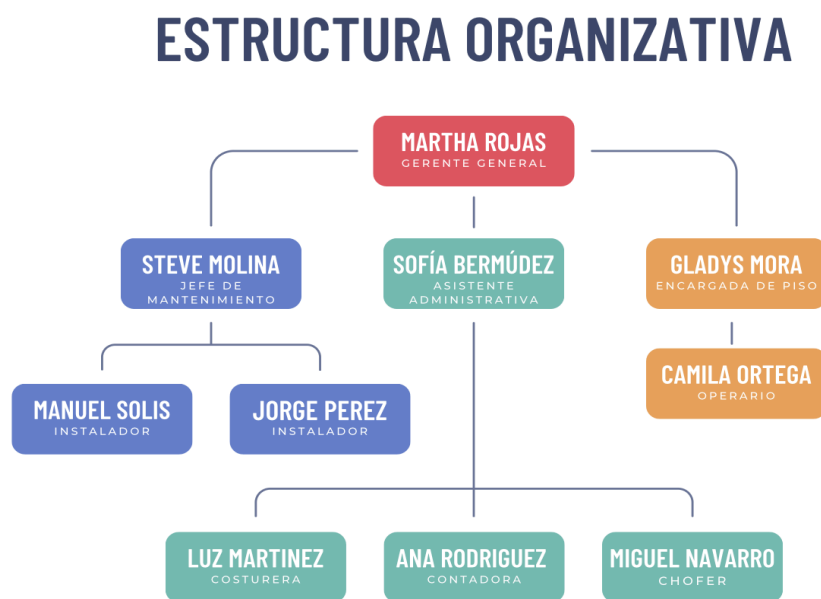 ESTRUCTURA ORGANIZATIVA
MARTHA ROJAS
GERENTE GENERAL
STEVE MOLINA
JEFE DE
MANTENIMIENTO
SOFÍA BERMÚDEZ
ASISTENTE
ADMINISTRATIVA
GLADYS MORA
ENCARGADA DE PISO
CAMILA ORTEGA
OPERARIO
MANUEL SOLIS
INSTALADOR
JORGE PEREZ
INSTALADOR
LUZ MARTINEZ
COSTURERA
ANA RODRIGUEZ
CONTADORA
MIGUEL NAVARRO
CHOFER